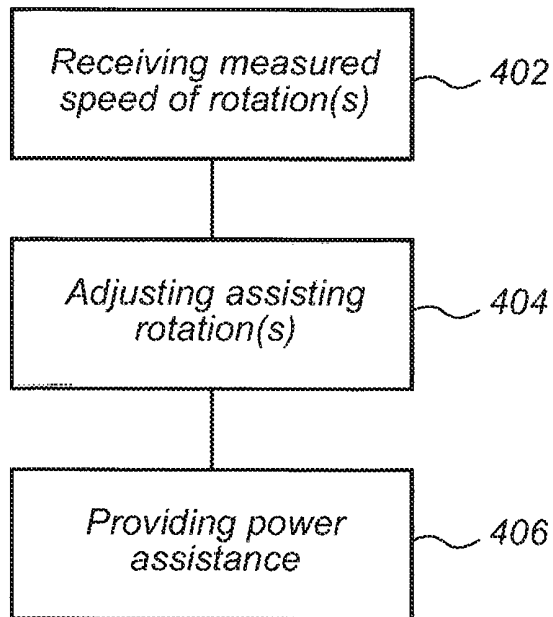 Receiving measured
speed of rotation(s)
402
Adjusting assisting
rotation(s)
404
Providing power
assistance
406